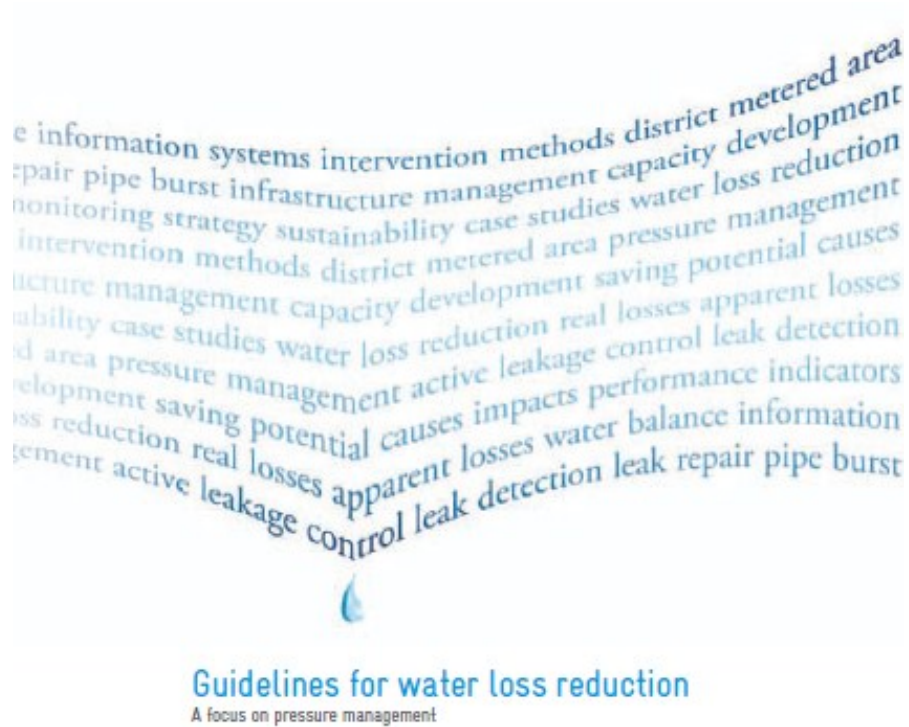 e information systems intervention methods district metered area
epair pipe burst infrastructure management capacity development
monitoring strategy sustainability case studies water loss reduction
intervention methods district metered area pressure management
ucture management capacity development saving potential causes
ability case studies water loss reduction real losses apparent losses
d area pressure management active leakage control leak detection
elopment saving potential causes impacts performance indicators
ss reduction real losses apparent losses water balance information
gement active leakage control leak detection leak repair pipe burst
Guidelines for water loss reduction
A focus on pressure management